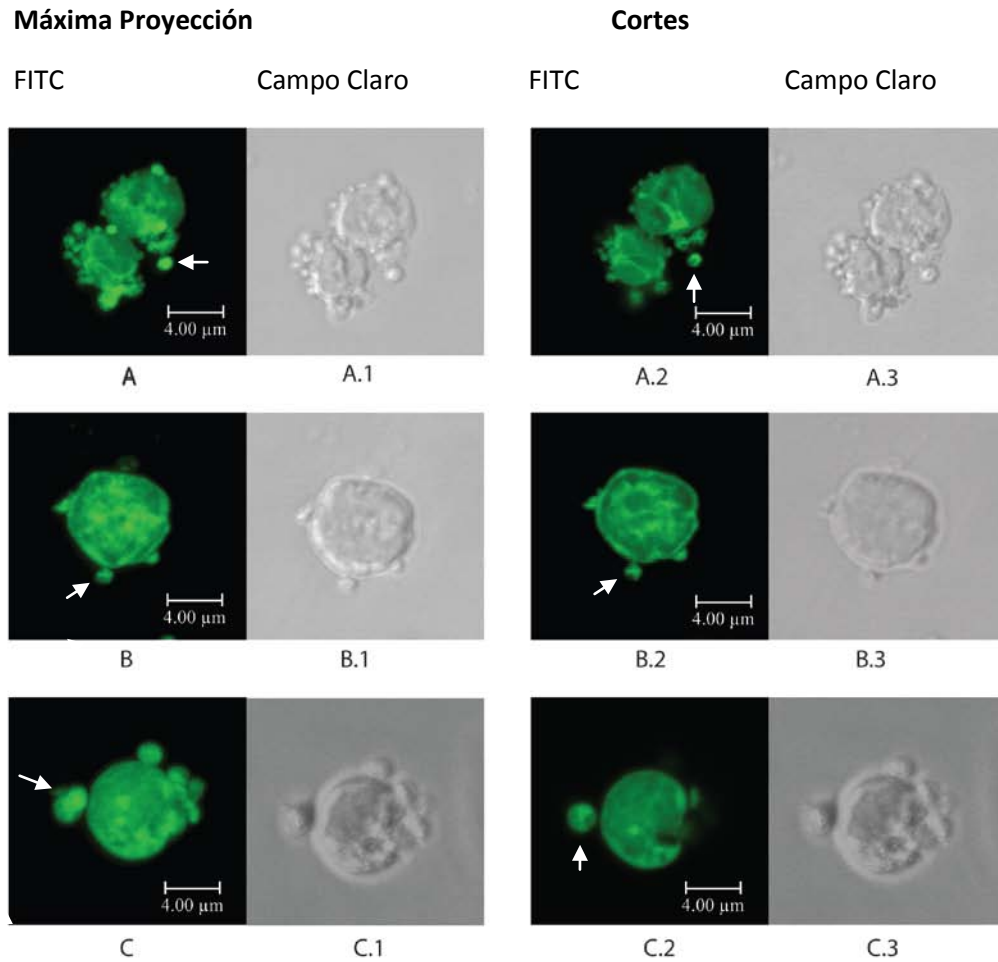 Máxima Proyección Cortes
FITC Campo Claro FITC Campo Claro
4.00 µm 4.00 µm
A A.1 A.2 A.3
4.00 µm 4.00 µm
B B.1 B.2 B.3
4.00 µm 4.00 µm
C C.1 C.2 C.3